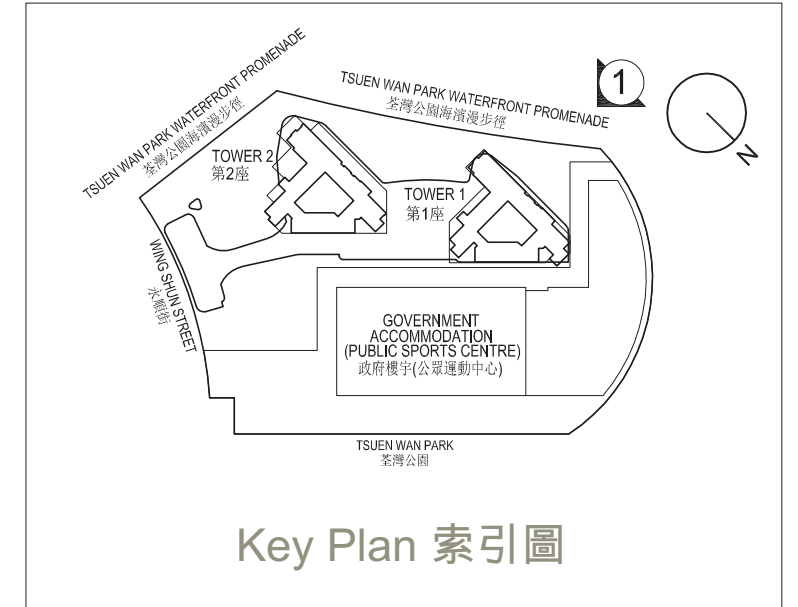 TSUEN WAN PARK WATERFRONT PROMENADE
荃灣公園海濱漫步徑
TSUEN WAN PARK WATERFRONT PROMENADE
荃灣公園海濱漫步徑
1
N
TOWER 2
第2座
TOWER 1
第1座
WING SHUN STREET
永順街
GOVERNMENT
ACCOMMODATION
(PUBLIC SPORTS CENTRE)
政府樓宇(公眾運動中心)
TSUEN WAN PARK
荃灣公園
Key Plan 索引圖